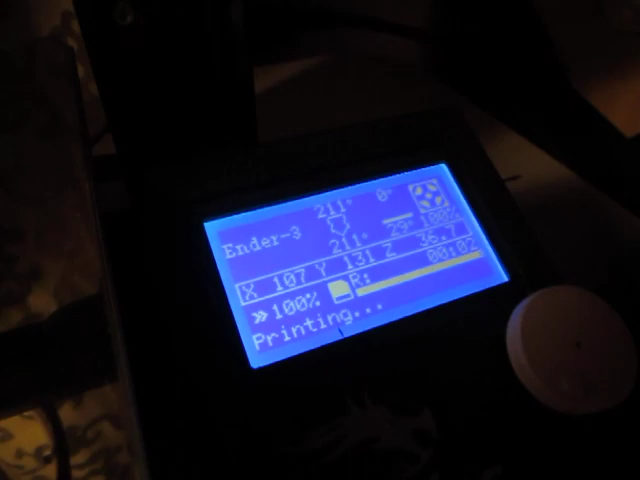 211° 0°
Ender-3
211° 29° 100%
X 107 Y 131 Z 36.7
R: 00:02
»100%
Printing...